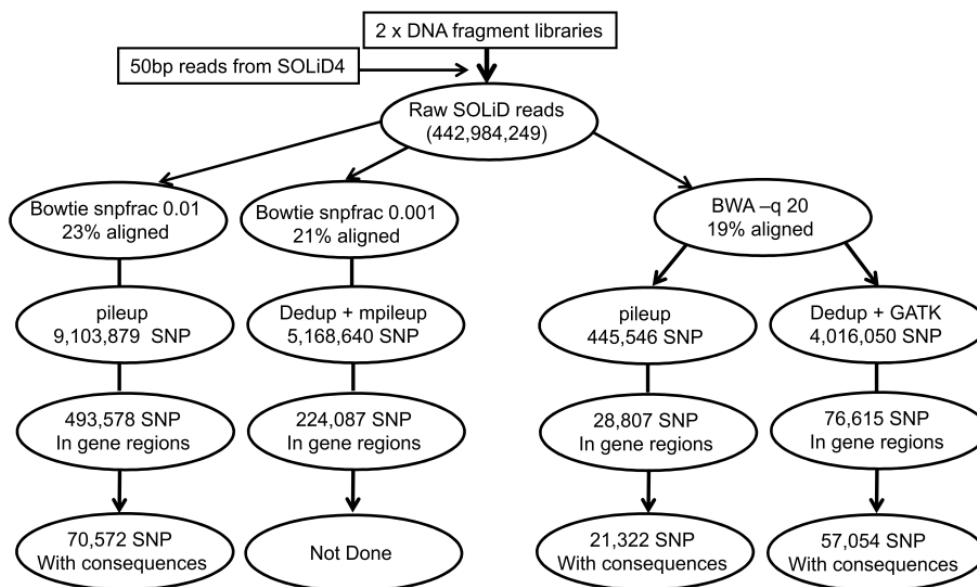 2 x DNA fragment libraries
50bp reads from SOLiD4
Raw SOLiD reads
(442,984,249)
Bowtie snpfrac 0.01
23% aligned
Bowtie snpfrac 0.001
21% aligned
BWA –q 20
19% aligned
pileup
9,103,879 SNP
Dedup + mpileup
5,168,640 SNP
pileup
445,546 SNP
Dedup + GATK
4,016,050 SNP
493,578 SNP
In gene regions
224,087 SNP
In gene regions
28,807 SNP
In gene regions
76,615 SNP
In gene regions
70,572 SNP
With consequences
Not Done
21,322 SNP
With consequences
57,054 SNP
With consequences